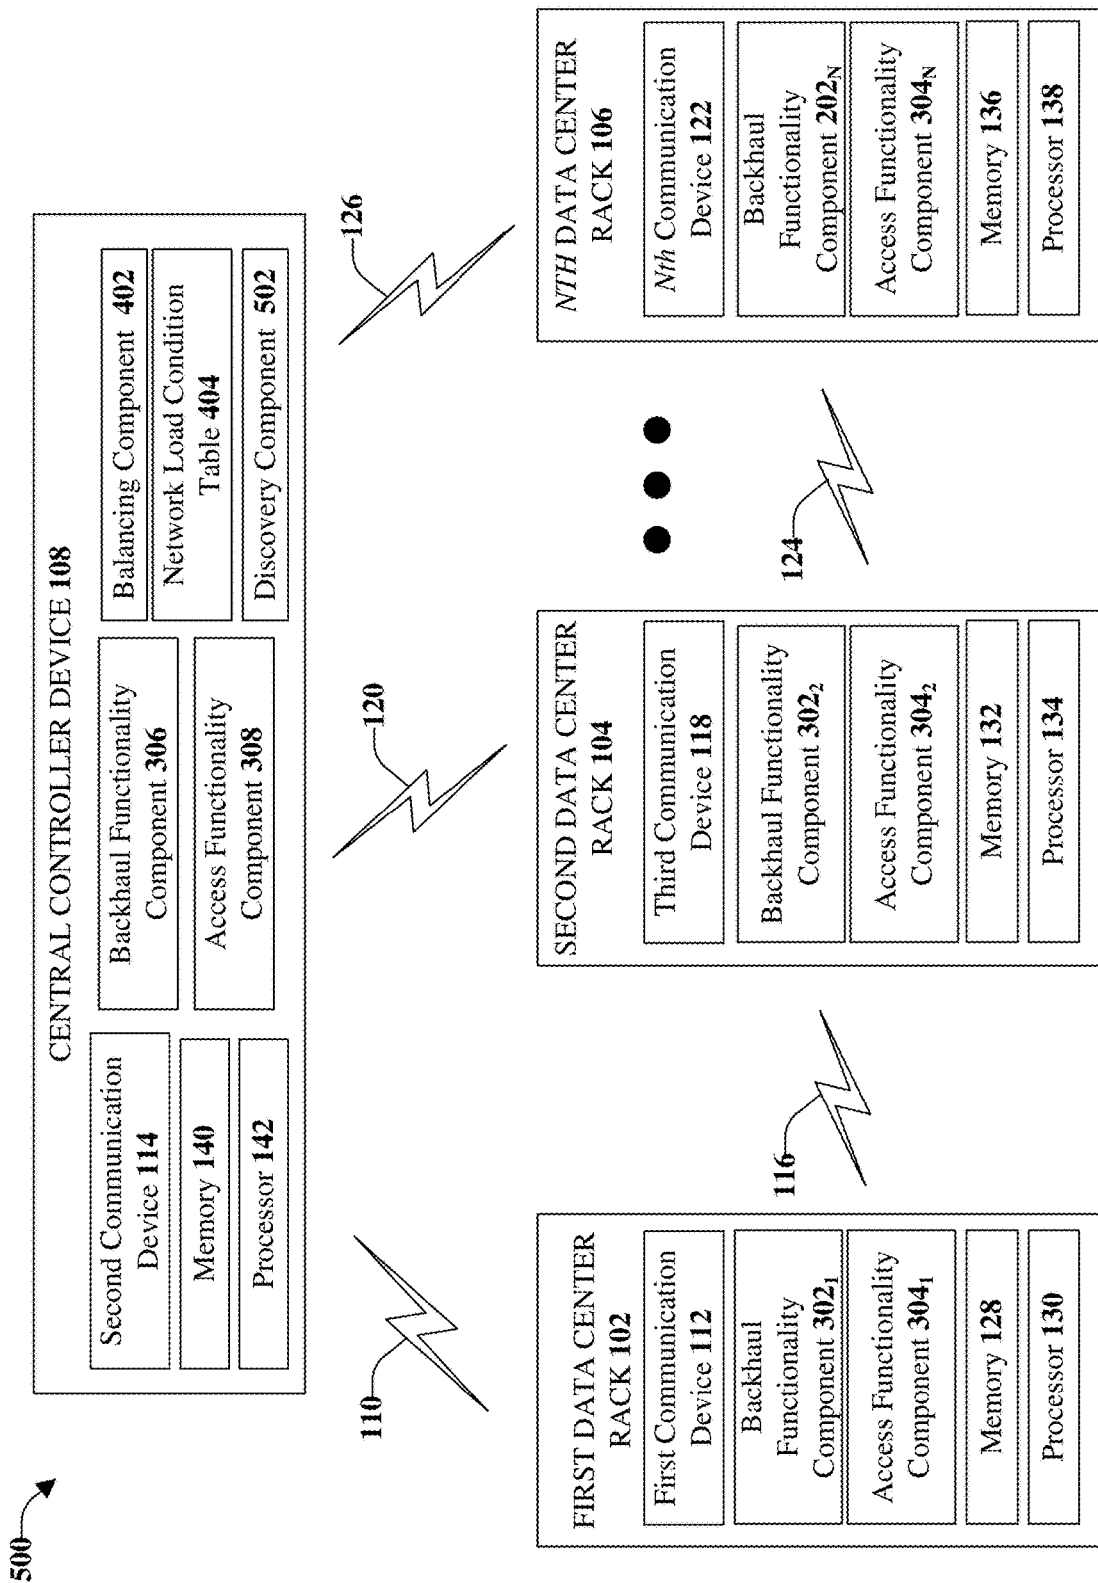 500
CENTRAL CONTROLLER DEVICE 108
Second Communication
Device 114
Memory 140
Processor 142
Backhaul Functionality
Component 306
Access Functionality
Component 308
Balancing Component 402
Network Load Condition
Table 404
Discovery Component 502
110
120
126
FIRST DATA CENTER
RACK 102
First Communication
Device 112
Backhaul
Functionality
Component 302₁
Access Functionality
Component 304₁
Memory 128
Processor 130
116
SECOND DATA CENTER
RACK 104
Third Communication
Device 118
Backhaul Functionality
Component 302₂
Access Functionality
Component 304₂
Memory 132
Processor 134
124
NTH DATA CENTER
RACK 106
Nth Communication
Device 122
Backhaul
Functionality
Component 202N
Access Functionality
Component 304N
Memory 136
Processor 138